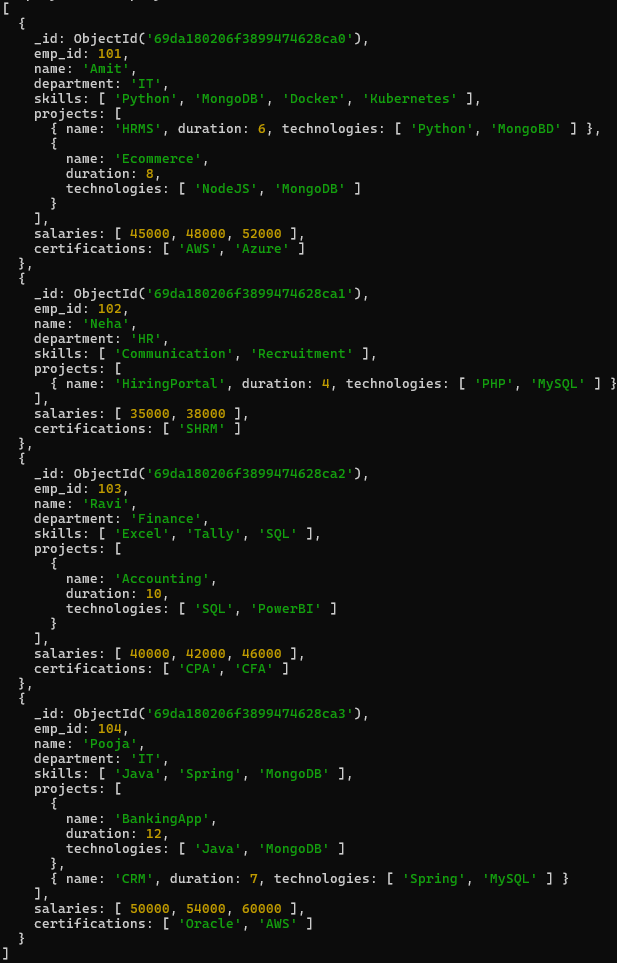 [
  {
    _id: ObjectId('69da180206f3899474628ca0'),
    emp_id: 101,
    name: 'Amit',
    department: 'IT',
    skills: [ 'Python', 'MongoDB', 'Docker', 'Kubernetes' ],
    projects: [
      { name: 'HRMS', duration: 6, technologies: [ 'Python', 'MongoBD' ] },
      {
        name: 'Ecommerce',
        duration: 8,
        technologies: [ 'NodeJS', 'MongoDB' ]
      }
    ],
    salaries: [ 45000, 48000, 52000 ],
    certifications: [ 'AWS', 'Azure' ]
  },
  {
    _id: ObjectId('69da180206f3899474628ca1'),
    emp_id: 102,
    name: 'Neha',
    department: 'HR',
    skills: [ 'Communication', 'Recruitment' ],
    projects: [
      { name: 'HiringPortal', duration: 4, technologies: [ 'PHP', 'MySQL' ] }
    ],
    salaries: [ 35000, 38000 ],
    certifications: [ 'SHRM' ]
  },
  {
    _id: ObjectId('69da180206f3899474628ca2'),
    emp_id: 103,
    name: 'Ravi',
    department: 'Finance',
    skills: [ 'Excel', 'Tally', 'SQL' ],
    projects: [
      {
        name: 'Accounting',
        duration: 10,
        technologies: [ 'SQL', 'PowerBI' ]
      }
    ],
    salaries: [ 40000, 42000, 46000 ],
    certifications: [ 'CPA', 'CFA' ]
  },
  {
    _id: ObjectId('69da180206f3899474628ca3'),
    emp_id: 104,
    name: 'Pooja',
    department: 'IT',
    skills: [ 'Java', 'Spring', 'MongoDB' ],
    projects: [
      {
        name: 'BankingApp',
        duration: 12,
        technologies: [ 'Java', 'MongoDB' ]
      },
      { name: 'CRM', duration: 7, technologies: [ 'Spring', 'MySQL' ] }
    ],
    salaries: [ 50000, 54000, 60000 ],
    certifications: [ 'Oracle', 'AWS' ]
  }
]